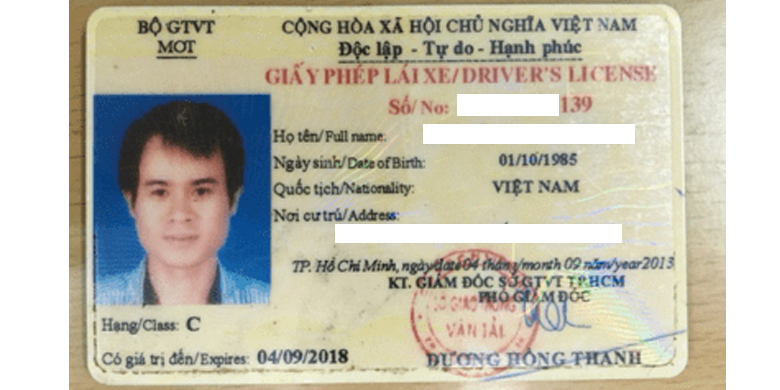 BỘ GTVT
MOT
CỘNG HÒA XÃ HỘI CHỦ NGHĨA VIỆT NAM
Độc lập - Tự do - Hạnh phúc
GIẤY PHÉP LÁI XE/DRIVER'S LICENSE
Số/No: 139
Họ tên/Full name:
Ngày sinh/Date of Birth: 01/10/1985
Quốc tịch/Nationality: VIỆT NAM
Nơi cư trú/Address:
TP. Hồ Chí Minh, ngày/date 04 tháng/month 09 năm/year 2013
KT. GIÁM ĐỐC SỞ GTVT TP.HCM
PHÓ GIÁM ĐỐC
SỞ GIAO THÔNG
VẬN TẢI
Hạng/Class: C
Có giá trị đến/Expires: 04/09/2018
DƯƠNG HỒNG THANH